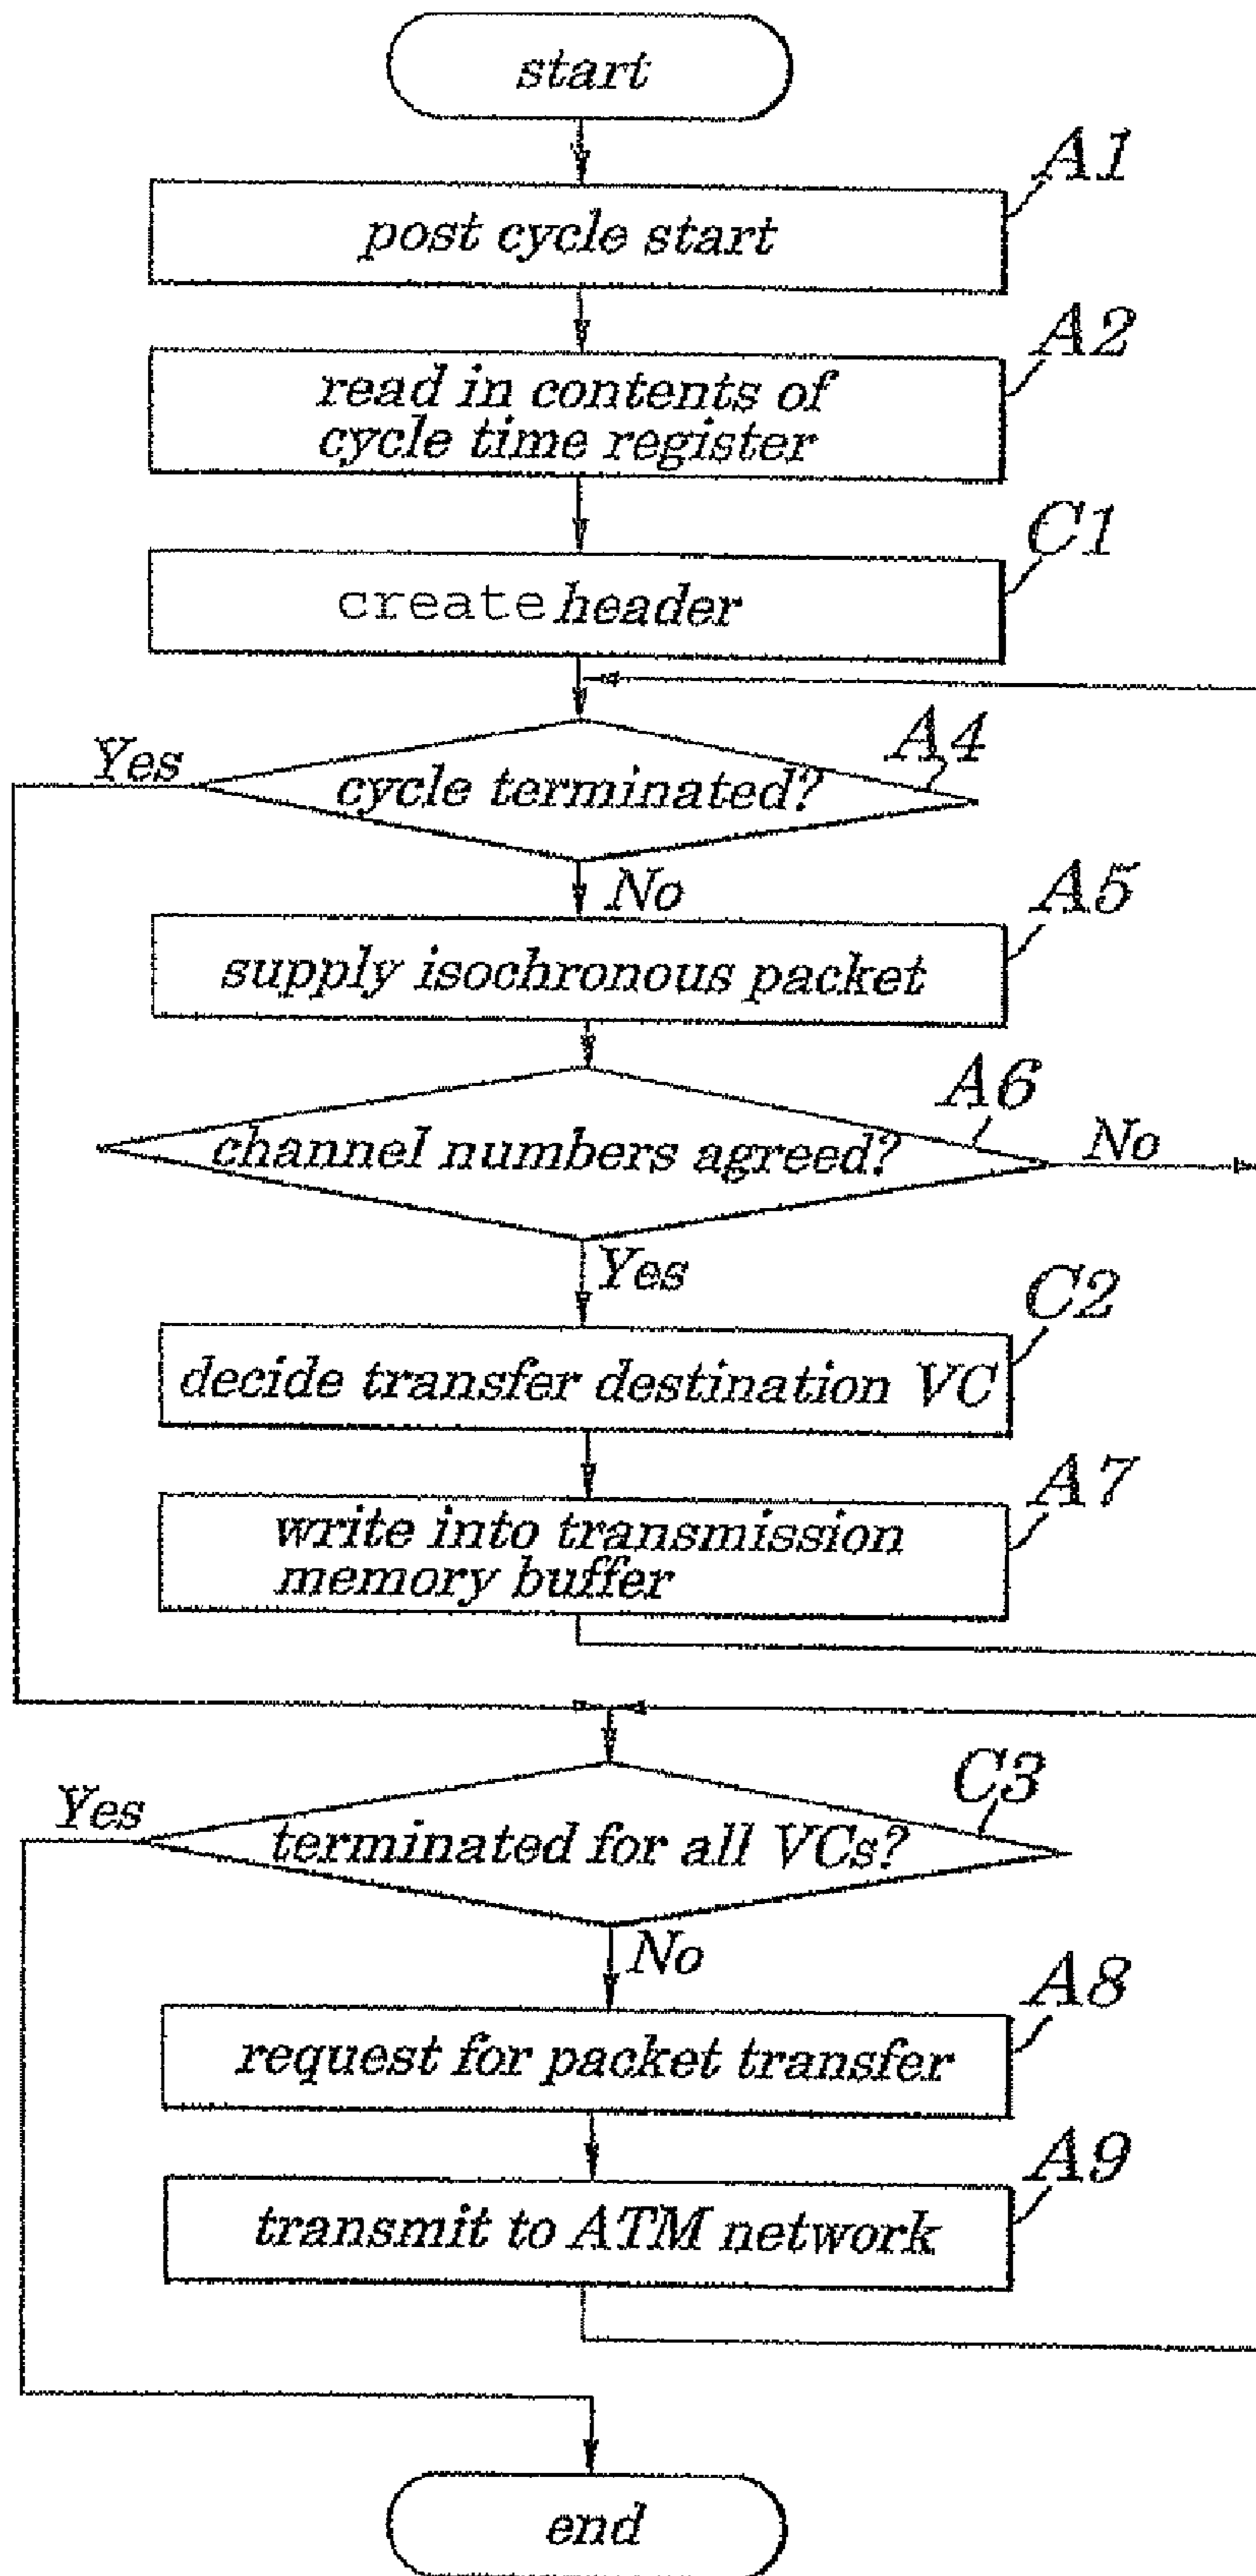 start
A1
post cycle start
A2
read in contents of
cycle time register
C1
create header
A4
Yes
cycle terminated?
No
A5
supply isochronous packet
A6
channel numbers agreed?
No
Yes
C2
decide transfer destination VC
A7
write into transmission
memory buffer
C3
Yes
terminated for all VCs?
No
A8
request for packet transfer
A9
transmit to ATM network
end